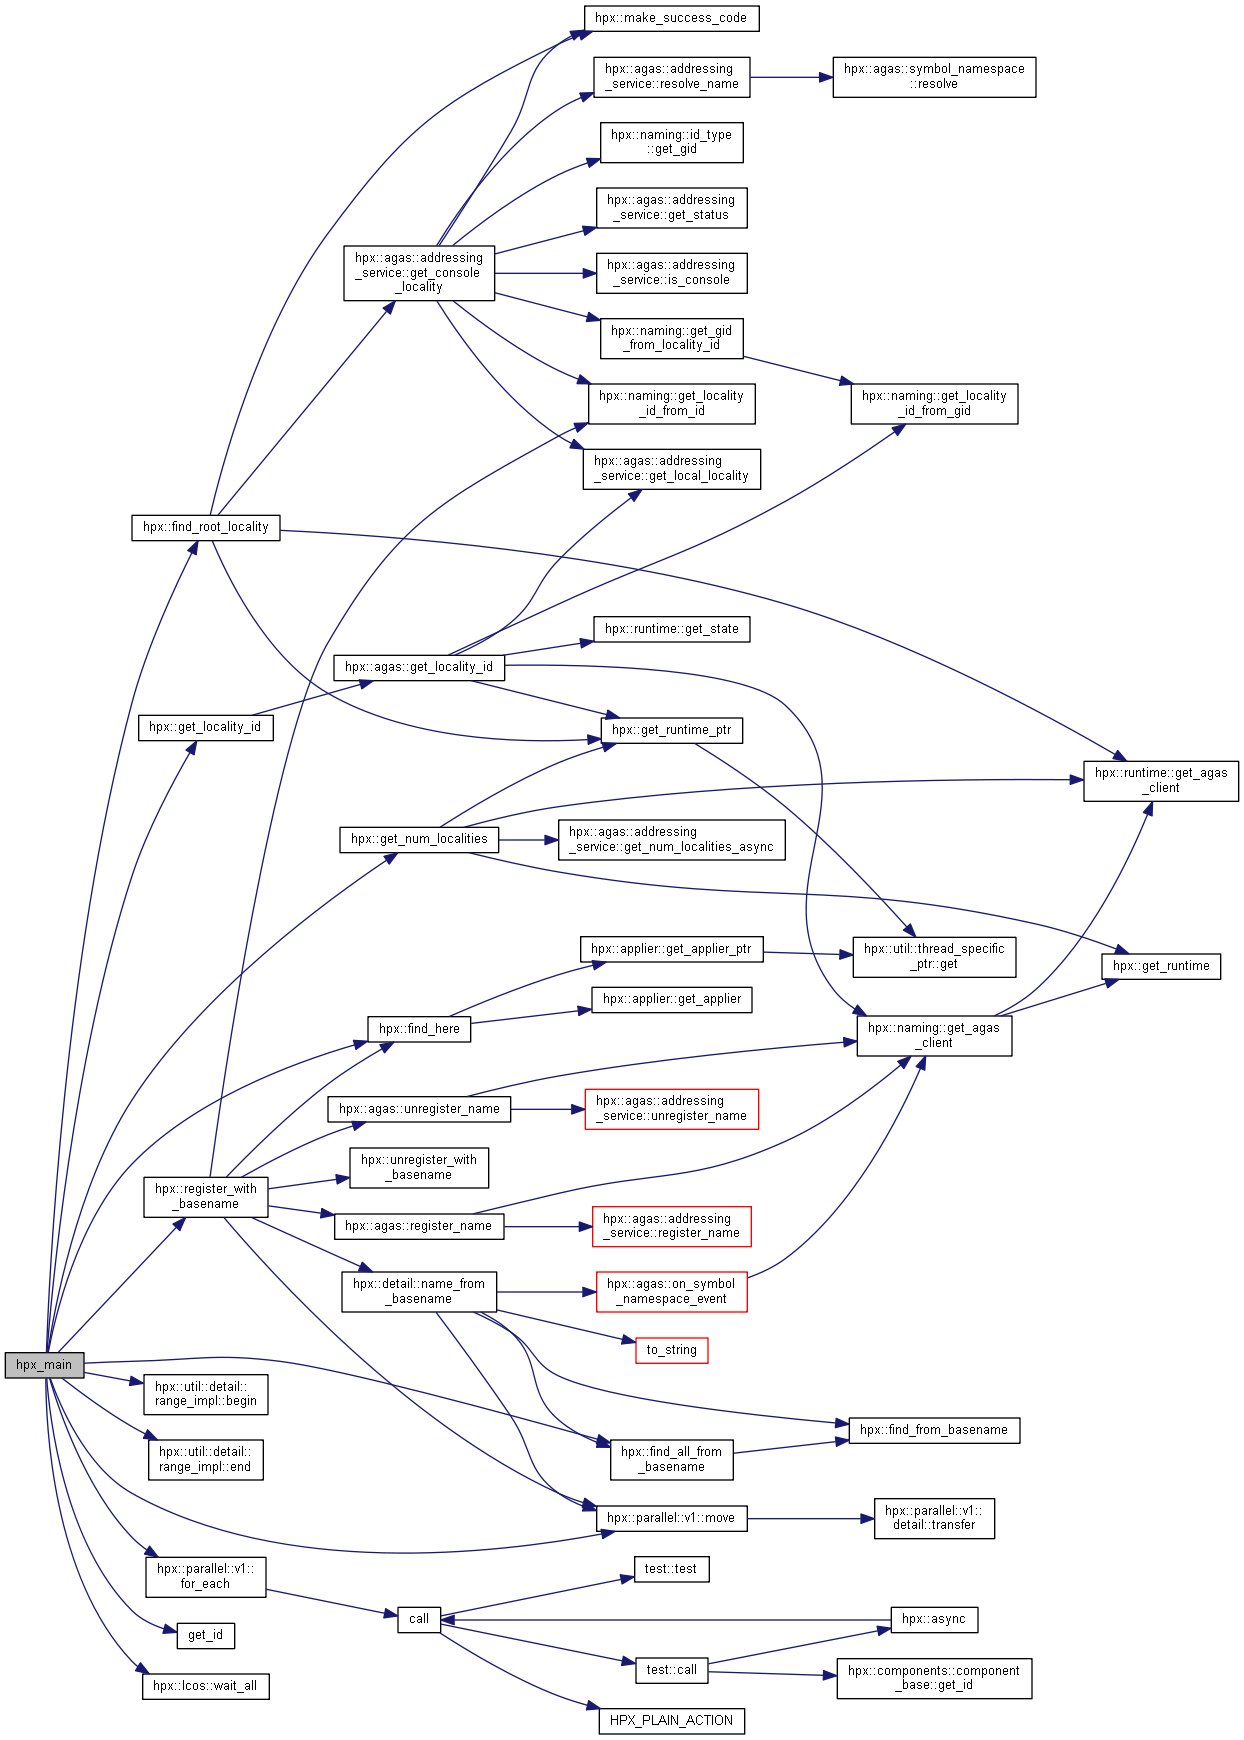 hpx::make_success_code
hpx::agas::addressing
_service::resolve_name
hpx::agas::symbol_namespace
::resolve
hpx::naming::id_type
::get_gid
hpx::agas::addressing
_service::get_status
hpx::agas::addressing
_service::get_console
_locality
hpx::agas::addressing
_service::is_console
hpx::naming::get_gid
_from_locality_id
hpx::naming::get_locality
_id_from_id
hpx::naming::get_locality
_id_from_gid
hpx::agas::addressing
_service::get_local_locality
hpx::find_root_locality
hpx::runtime::get_state
hpx::agas::get_locality_id
hpx::get_locality_id
hpx::get_runtime_ptr
hpx::runtime::get_agas
_client
hpx::get_num_localities
hpx::agas::addressing
_service::get_num_localities_async
hpx::applier::get_applier_ptr
hpx::util::thread_specific
_ptr::get
hpx::get_runtime
hpx::applier::get_applier
hpx::find_here
hpx::naming::get_agas
_client
hpx::agas::unregister_name
hpx::agas::addressing
_service::unregister_name
hpx::unregister_with
_basename
hpx::register_with
_basename
hpx::agas::register_name
hpx::agas::addressing
_service::register_name
hpx::detail::name_from
_basename
hpx::agas::on_symbol
_namespace_event
to_string
hpx_main
hpx::util::detail::
range_impl::begin
hpx::find_from_basename
hpx::util::detail::
range_impl::end
hpx::find_all_from
_basename
hpx::parallel::v1::move
hpx::parallel::v1::
detail::transfer
hpx::parallel::v1::
for_each
test::test
call
hpx::async
get_id
test::call
hpx::components::component
_base::get_id
hpx::lcos::wait_all
HPX_PLAIN_ACTION